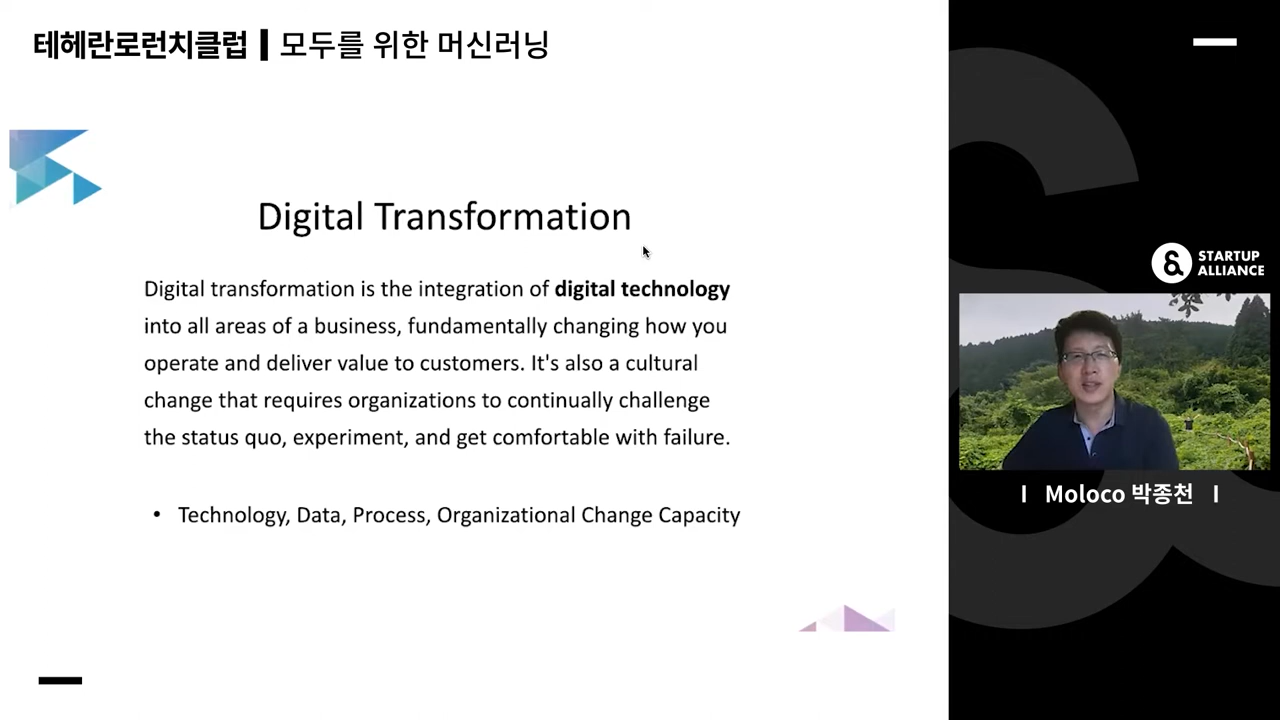 테헤란로런치클럽 | 모두를 위한 머신러닝
Digital Transformation
Digital transformation is the integration of digital technology
into all areas of a business, fundamentally changing how you
operate and deliver value to customers. It's also a cultural
change that requires organizations to continually challenge
the status quo, experiment, and get comfortable with failure.
• Technology, Data, Process, Organizational Change Capacity
&
STARTUP
ALLIANCE
I Moloco 박종천 I